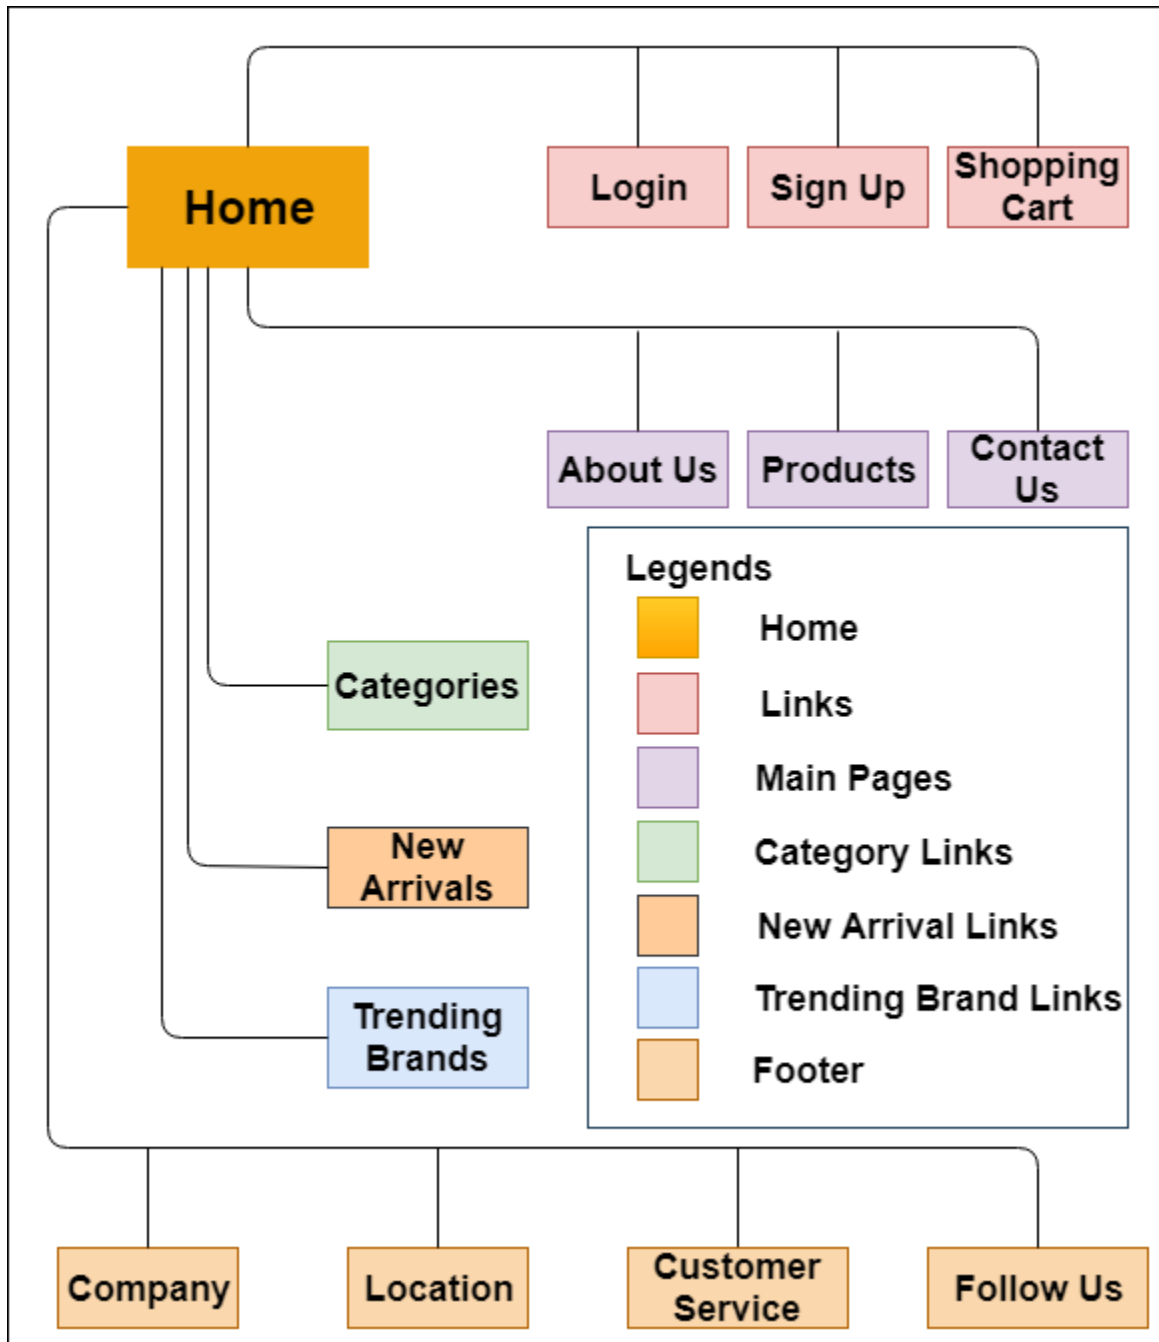 Home
Login
Sign Up
Shopping
Cart
About Us
Products
Contact
Us
Categories
New
Arrivals
Trending
Brands
Legends
Home
Links
Main Pages
Category Links
New Arrival Links
Trending Brand Links
Footer
Company
Location
Customer
Service
Follow Us